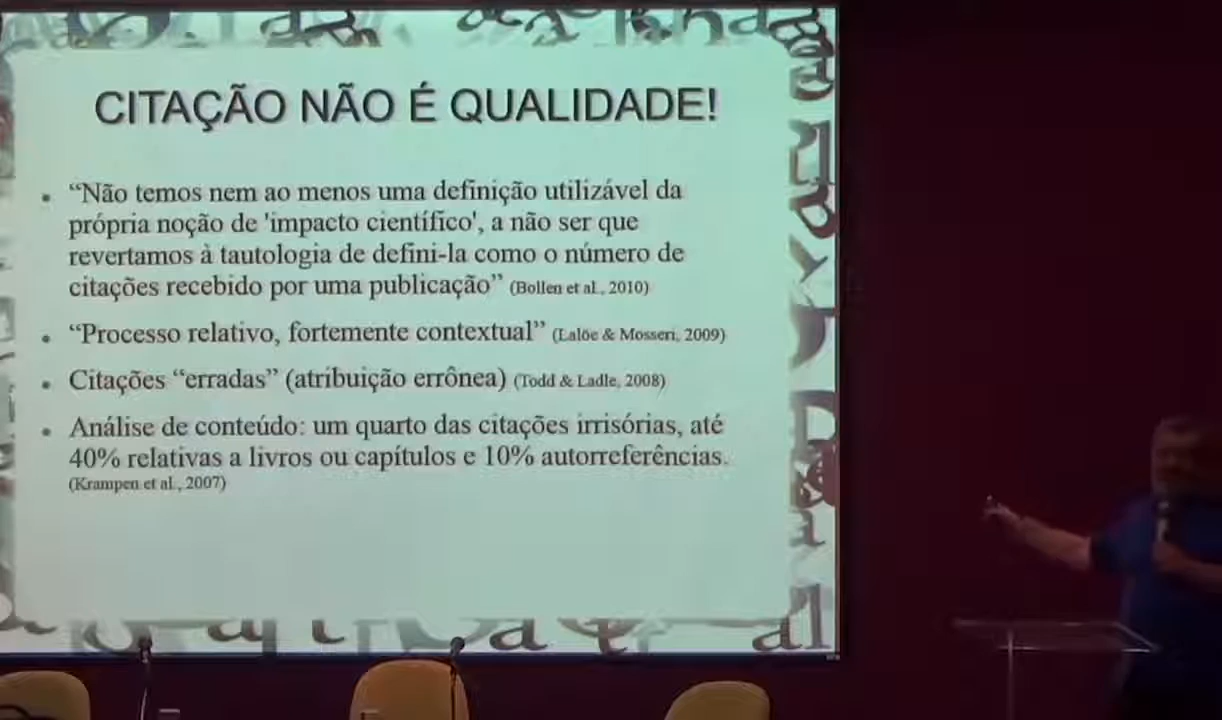 CITAÇÃO NÃO É QUALIDADE!
• “Não temos nem ao menos uma definição utilizável da
própria noção de 'impacto científico', a não ser que
revertamos à tautologia de defini-la como o número de
citações recebido por uma publicação” (Bollen et al., 2010)
• “Processo relativo, fortemente contextual” (Lalöe & Mosseri, 2009)
• Citações “erradas” (atribuição errônea) (Todd & Ladle, 2008)
• Análise de conteúdo: um quarto das citações irrisórias, até
40% relativas a livros ou capítulos e 10% autorreferências.
(Krampen et al., 2007)